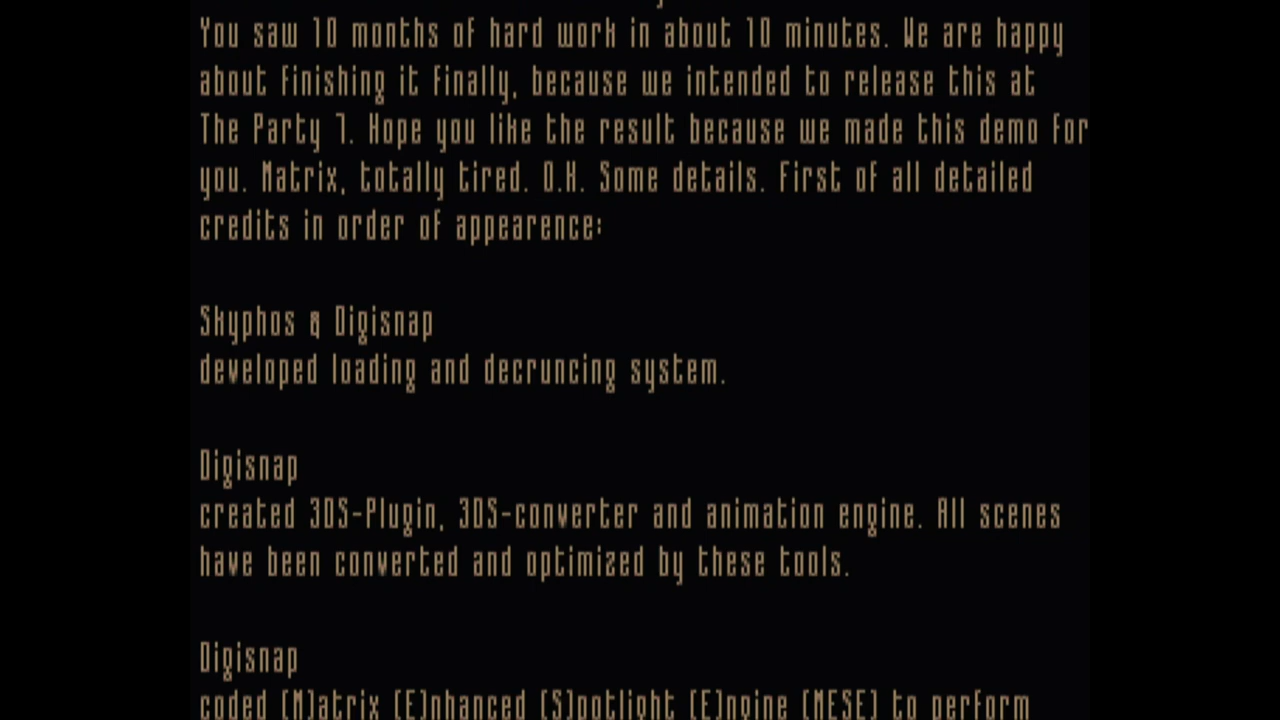 You saw 10 months of hard work in about 10 minutes. We are happy
about finishing it finally, because we intended to release this at
The Party 7. Hope you like the result because we made this demo for
you. Matrix, totally tired. O.K. Some details. First of all detailed
credits in order of appearence:
Skyphos & Digisnap
developed loading and decruncing system.
Digisnap
created 3DS-Plugin, 3DS-converter and animation engine. All scenes
have been converted and optimized by these tools.
Digisnap
coded (M)atrix (E)nhanced (S)potlight (E)ngine (MESE) to perform